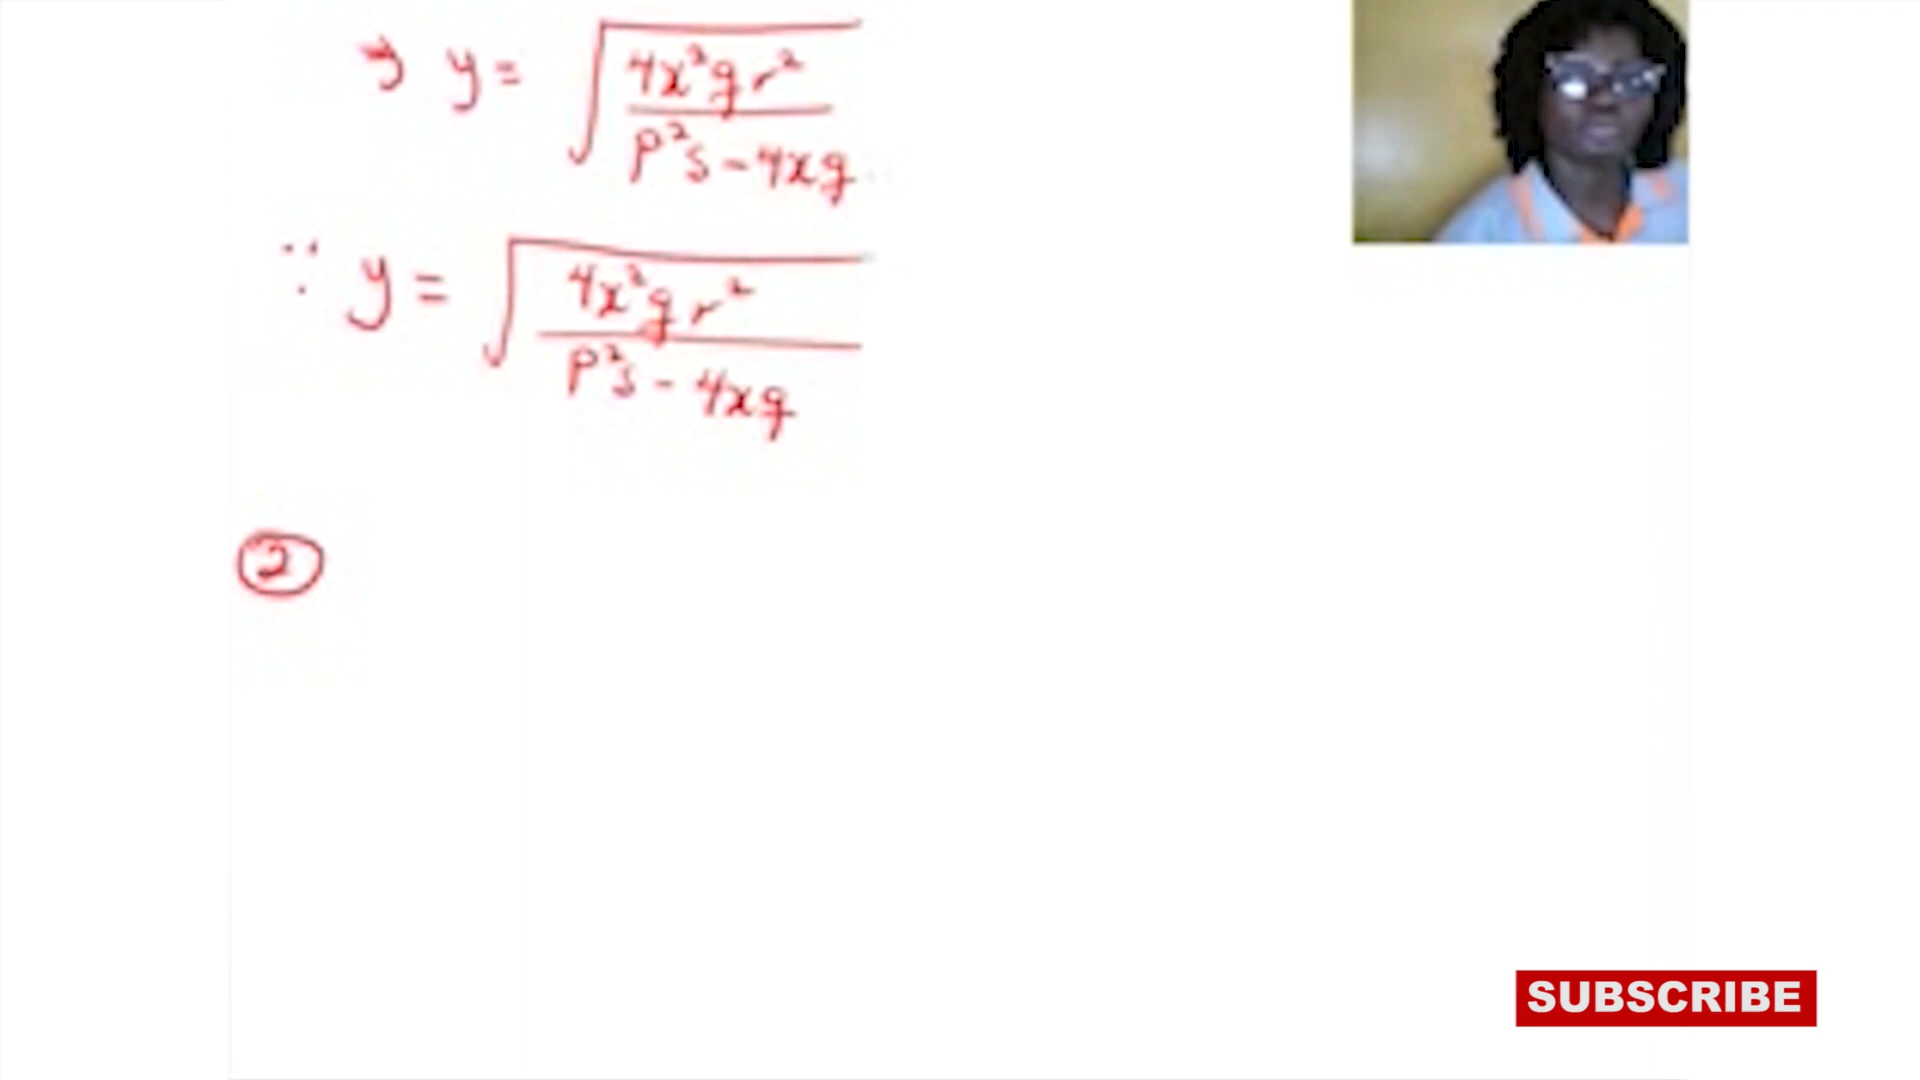 y y = √(4x²gr² / p²s - 4xg)
∵ y = √(4x²gr² / p²s - 4xg)
②
SUBSCRIBE